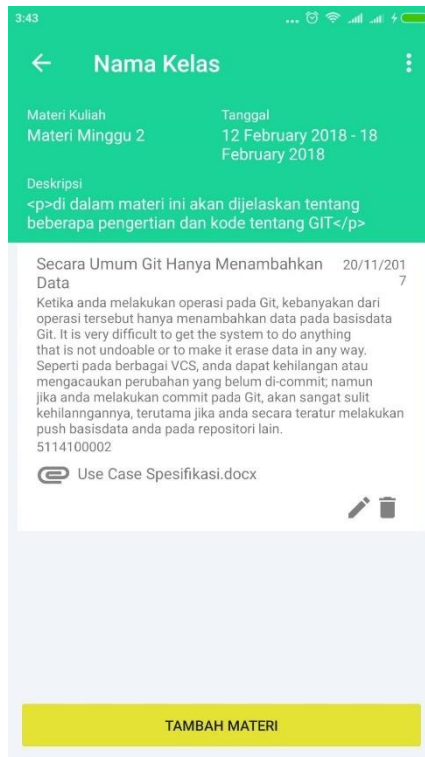 3:43
...
Nama Kelas
Materi Kuliah
Materi Minggu 2
Tanggal
12 February 2018 - 18
February 2018
Deskripsi
<p>di dalam materi ini akan dijelaskan tentang
beberapa pengertian dan kode tentang GIT</p>
Secara Umum Git Hanya Menambahkan
Data
20/11/201
7
Ketika anda melakukan operasi pada Git, kebanyakan dari
operasi tersebut hanya menambahkan data pada basisdata
Git. It is very difficult to get the system to do anything
that is not undoable or to make it erase data in any way.
Seperti pada berbagai VCS, anda dapat kehilangan atau
mengacaukan perubahan yang belum di-commit; namun
jika anda melakukan commit pada Git, akan sangat sulit
kehilanngannya, terutama jika anda secara teratur melakukan
push basisdata anda pada repositori lain.
5114100002
Use Case Spesifikasi.docx
TAMBAH MATERI